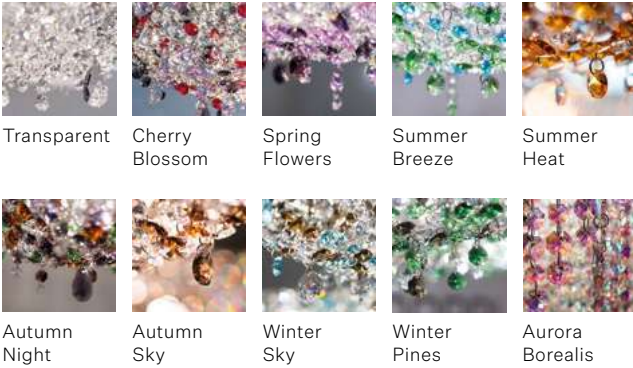 Transparent
Cherry
Blossom
Spring
Flowers
Summer
Breeze
Summer
Heat
Autumn
Night
Autumn
Sky
Winter
Sky
Winter
Pines
Aurora
Borealis